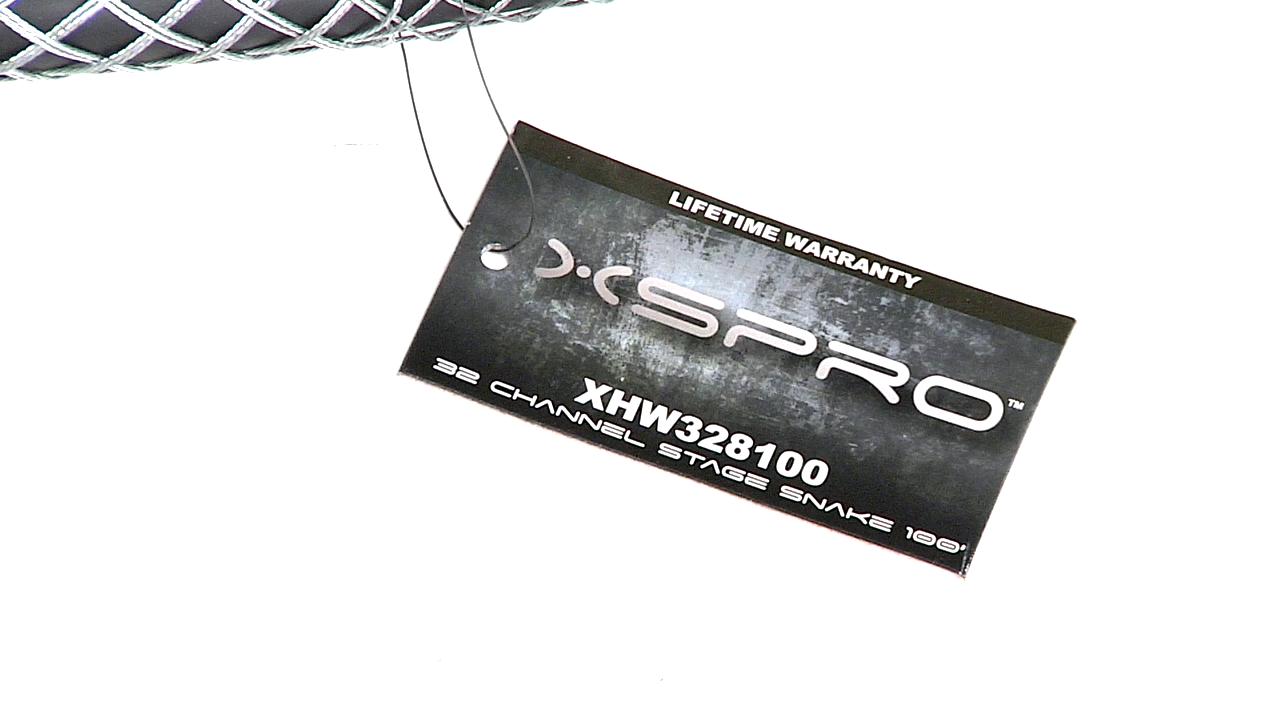 LIFETIME WARRANTY
XSPRO™
XHW328100
32 CHANNEL STAGE SNAKE 100'